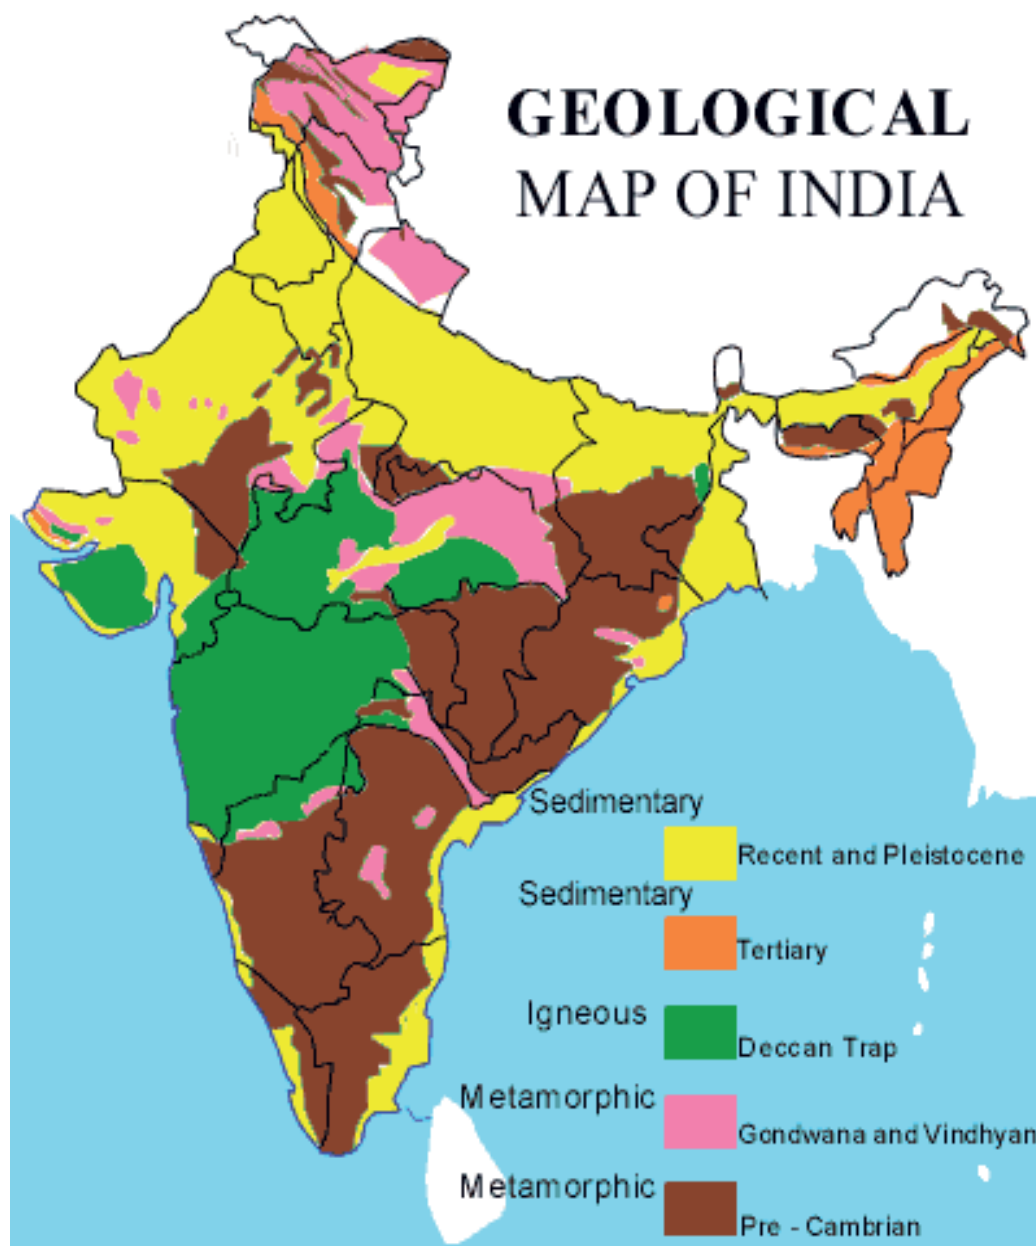 GEOLOGICAL
MAP OF INDIA
Sedimentary
Recent and Pleistocene
Sedimentary
Tertiary
Igneous
Deccan Trap
Metamorphic
Gondwana and Vindhyan
Metamorphic
Pre - Cambrian